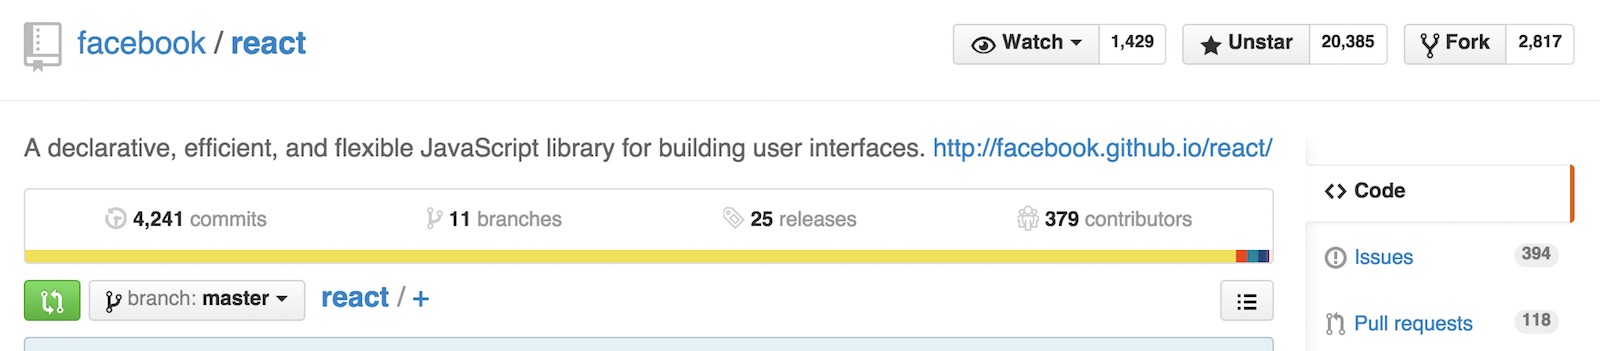 facebook / react
Watch 1,429 Unstar 20,385 Fork 2,817
A declarative, efficient, and flexible JavaScript library for building user interfaces. http://facebook.github.io/react/
4,241 commits 11 branches 25 releases 379 contributors
branch: master react / +
Code
Issues 394
Pull requests 118